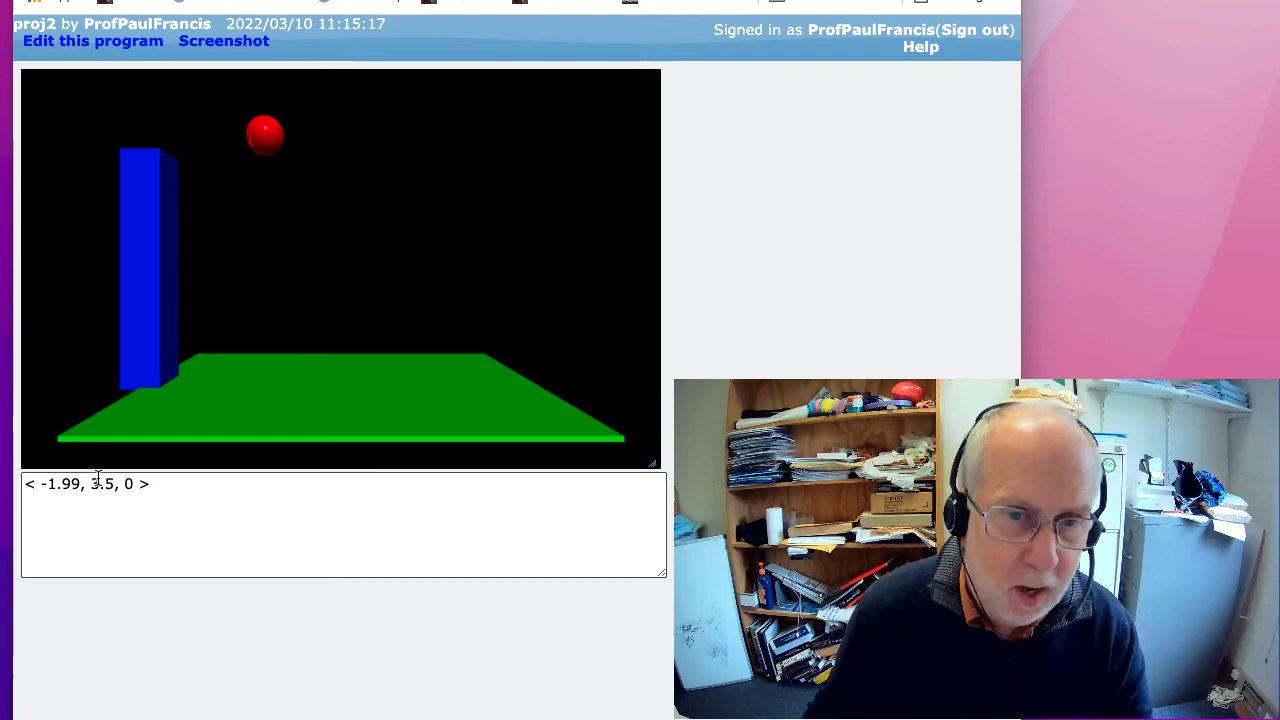 proj2 by ProfPaulFrancis 2022/03/10 11:15:17
Edit this program Screenshot
Signed in as ProfPaulFrancis(Sign out)
Help
< -1.99, 3.5, 0 >